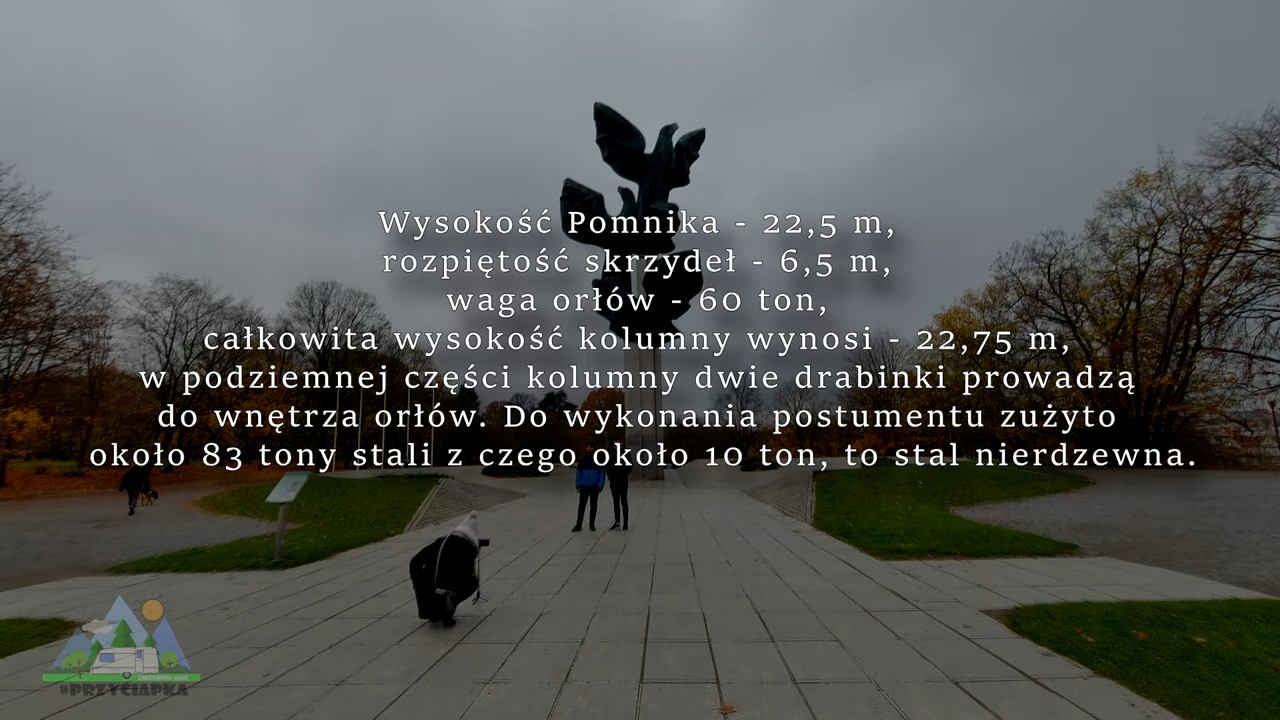 Wysokość Pomnika - 22,5 m,
rozpiętość skrzydeł - 6,5 m,
waga orłów - 60 ton,
całkowita wysokość kolumny wynosi - 22,75 m,
w podziemnej części kolumny dwie drabinki prowadzą
do wnętrza orłów. Do wykonania postumentu zużyto
około 83 tony stali z czego około 10 ton, to stal nierdzewna.
#PRZYCIAPKA